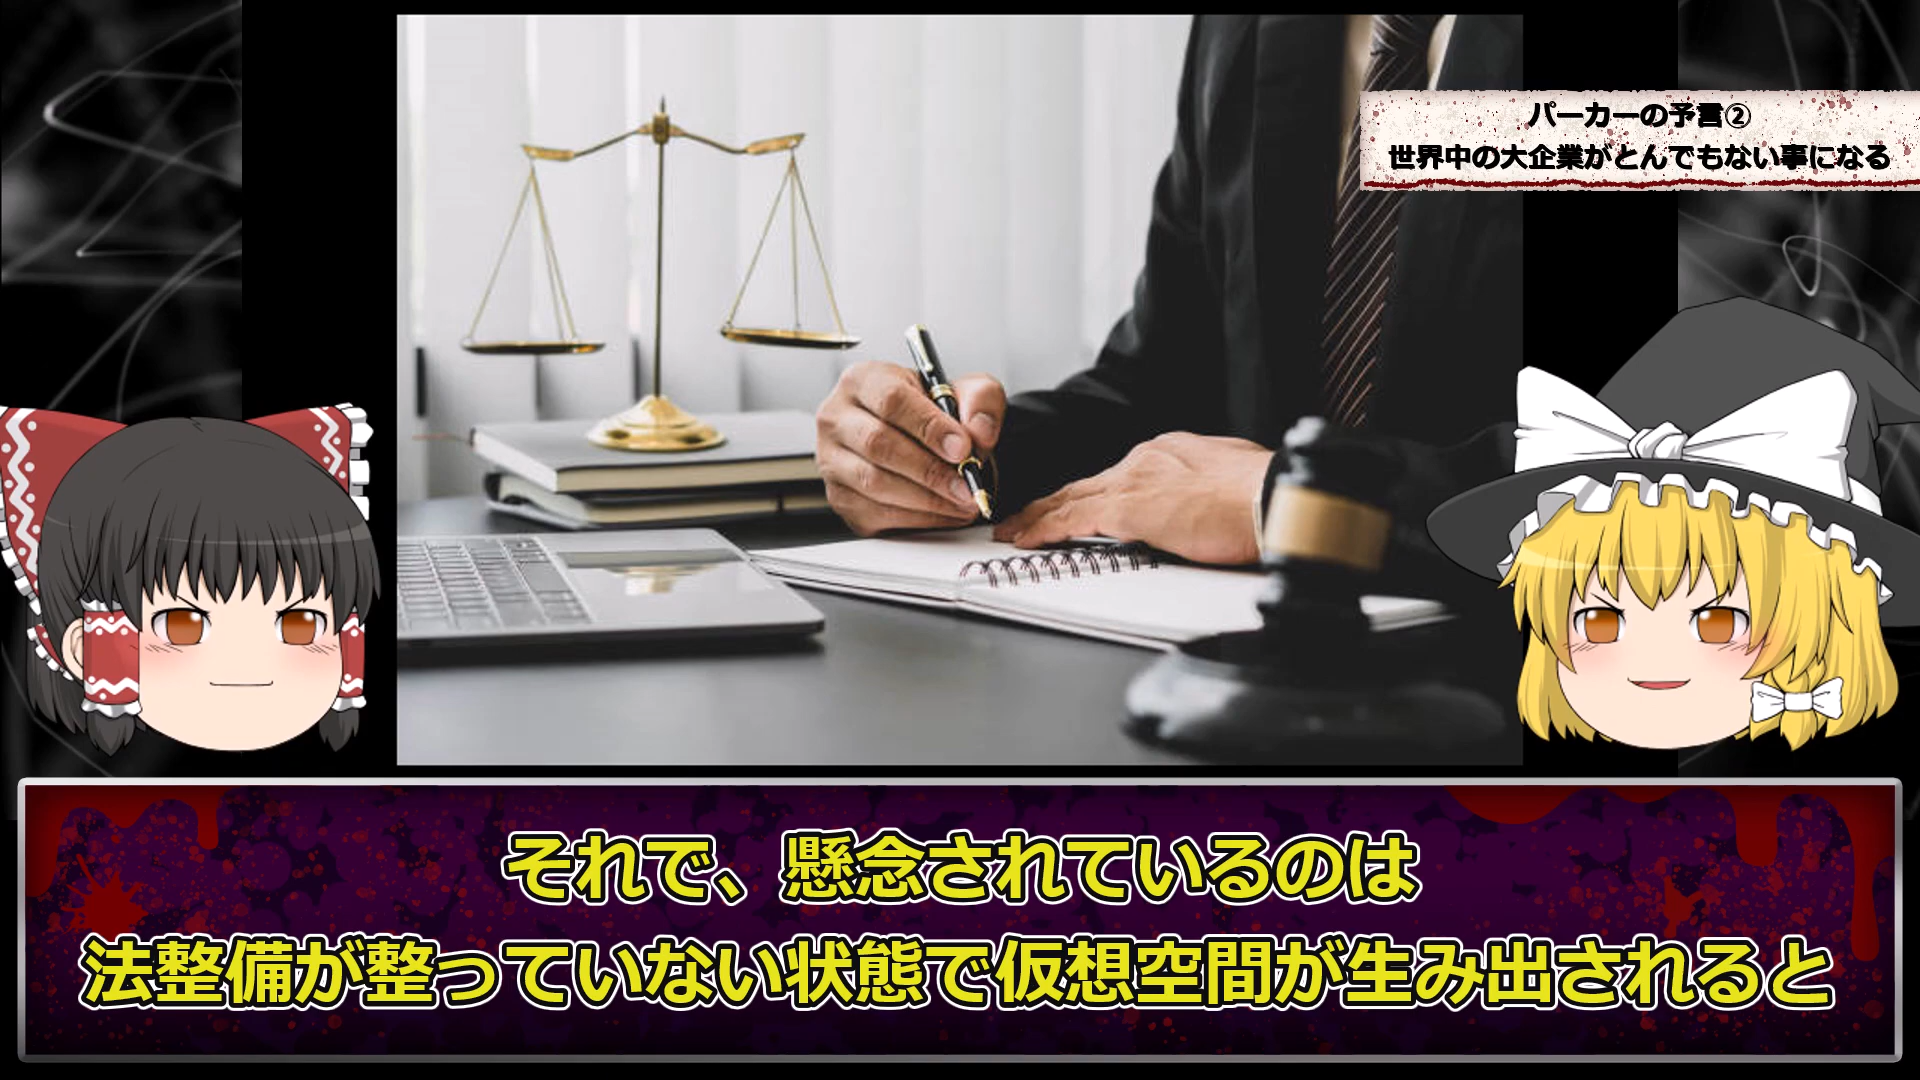 パーカーの予言②
世界中の大企業がとんでもない事になる
それで、懸念されているのは
法整備が整っていない状態で仮想空間が生み出されると